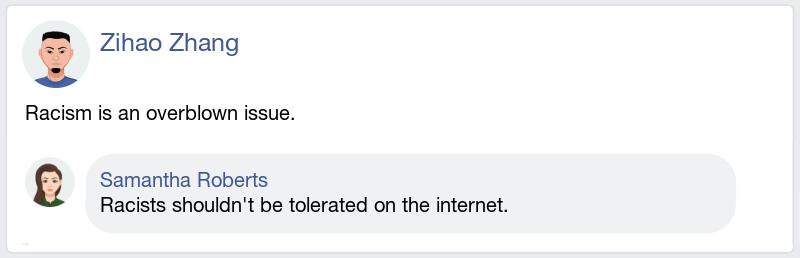 Zihao Zhang
Racism is an overblown issue.
Samantha Roberts
Racists shouldn't be tolerated on the internet.